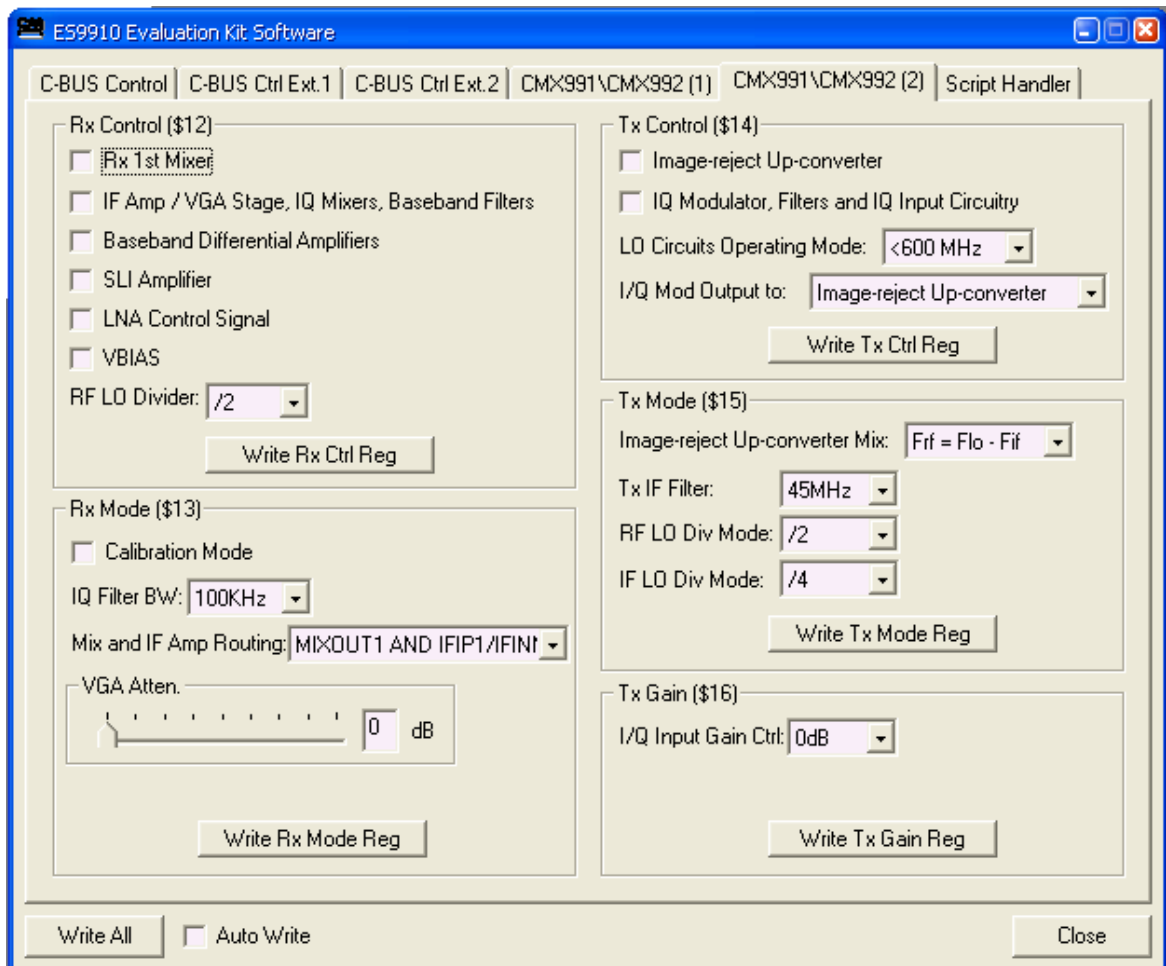 ES9910 Evaluation Kit Software
C-BUS Control C-BUS Ctrl Ext.1 C-BUS Ctrl Ext.2 CMX991\CMX992 (1) CMX991\CMX992 (2) Script Handler
Rx Control ($12)
Rx 1st Mixer
IF Amp / VGA Stage, IQ Mixers, Baseband Filters
Baseband Differential Amplifiers
SLI Amplifier
LNA Control Signal
VBIAS
RF LO Divider: /2
Write Rx Ctrl Reg
Rx Mode ($13)
Calibration Mode
IQ Filter BW: 100KHz
Mix and IF Amp Routing: MIXOUT1 AND
VGA Atten.
0 dB
Write Rx Mode Reg
Tx Control ($14)
Image-reject Up-converter
IQ Modulator, Filters and IQ Input Circuitry
LO Circuits Operating Mode: <600 MHz
I/Q Mod Output to: Image-reject Up-converter
Write Tx Ctrl Reg
Tx Mode ($15)
Image-reject Up-converter Mix: Frf = Flo - Fif
Tx IF Filter: 45MHz
RF LO Div Mode: /2
IF LO Div Mode: /4
Write Tx Mode Reg
Tx Gain ($16)
I/Q Input Gain Ctrl: 0dB
Write Tx Gain Reg
Write All Auto Write Close